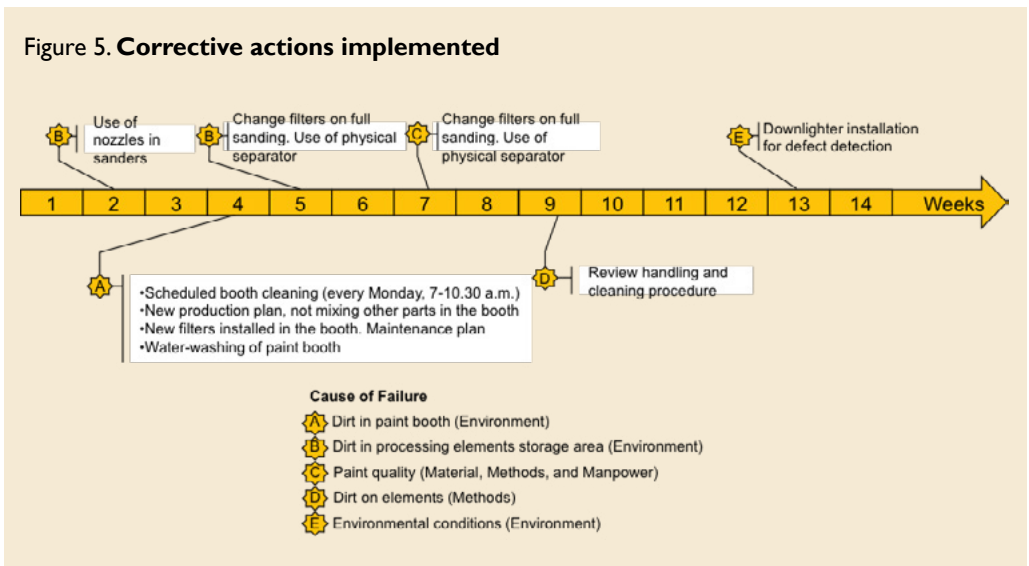 Figure 5. Corrective actions implemented
B
Use of
nozzles in
sanders
B
Change filters on full
sanding. Use of physical
separator
C
Change filters on full
sanding. Use of
physical separator
E
Downlighter installation
for defect detection
1 2 3 4 5 6 7 8 9 10 11 12 13 14 Weeks
A
•Scheduled booth cleaning (every Monday, 7-10.30 a.m.)
•New production plan, not mixing other parts in the booth
•New filters installed in the booth. Maintenance plan
•Water-washing of paint booth
D
Review handling and
cleaning procedure
Cause of Failure
A Dirt in paint booth (Environment)
B Dirt in processing elements storage area (Environment)
C Paint quality (Material, Methods, and Manpower)
D Dirt on elements (Methods)
E Environmental conditions (Environment)